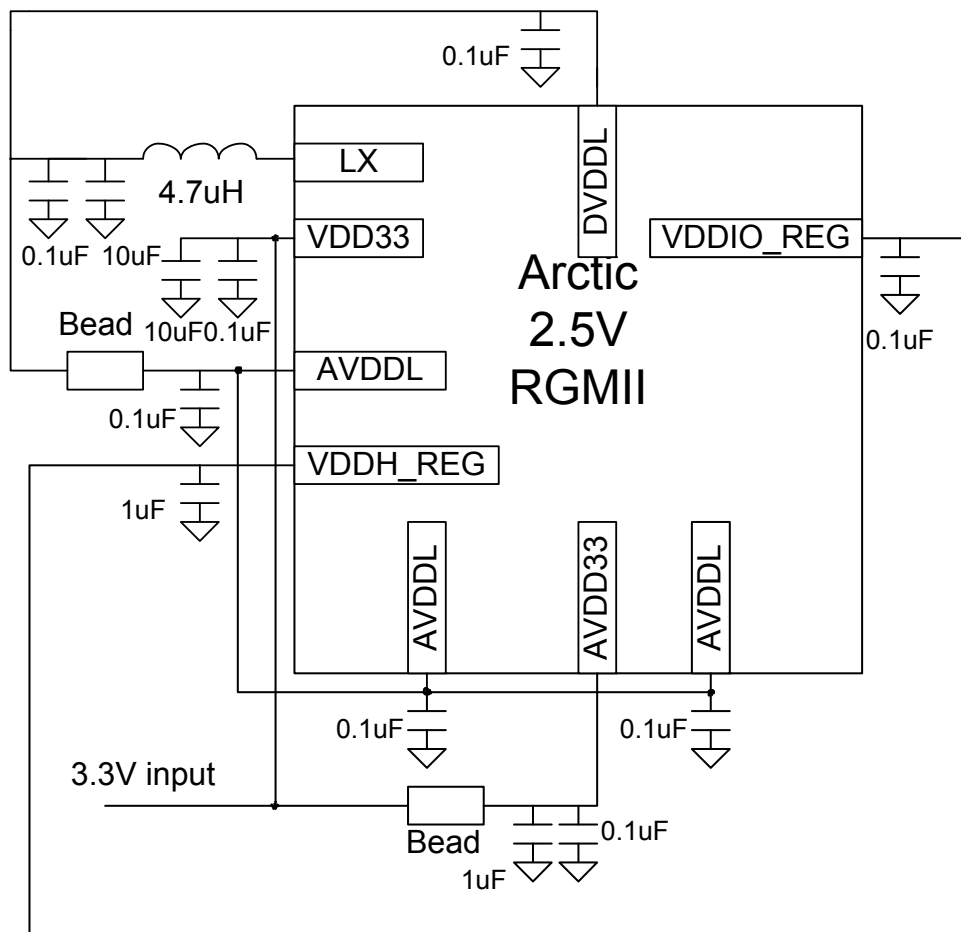 0.1uF
LX
4.7uH
DVDDL
0.1uF 10uF
VDD33
VDDIO_REG
10uF0.1uF
0.1uF
Arctic
2.5V
RGMII
Bead
AVDDL
0.1uF
VDDH_REG
1uF
AVDDL
AVDD33
AVDDL
0.1uF
0.1uF
3.3V input
Bead
0.1uF
1uF